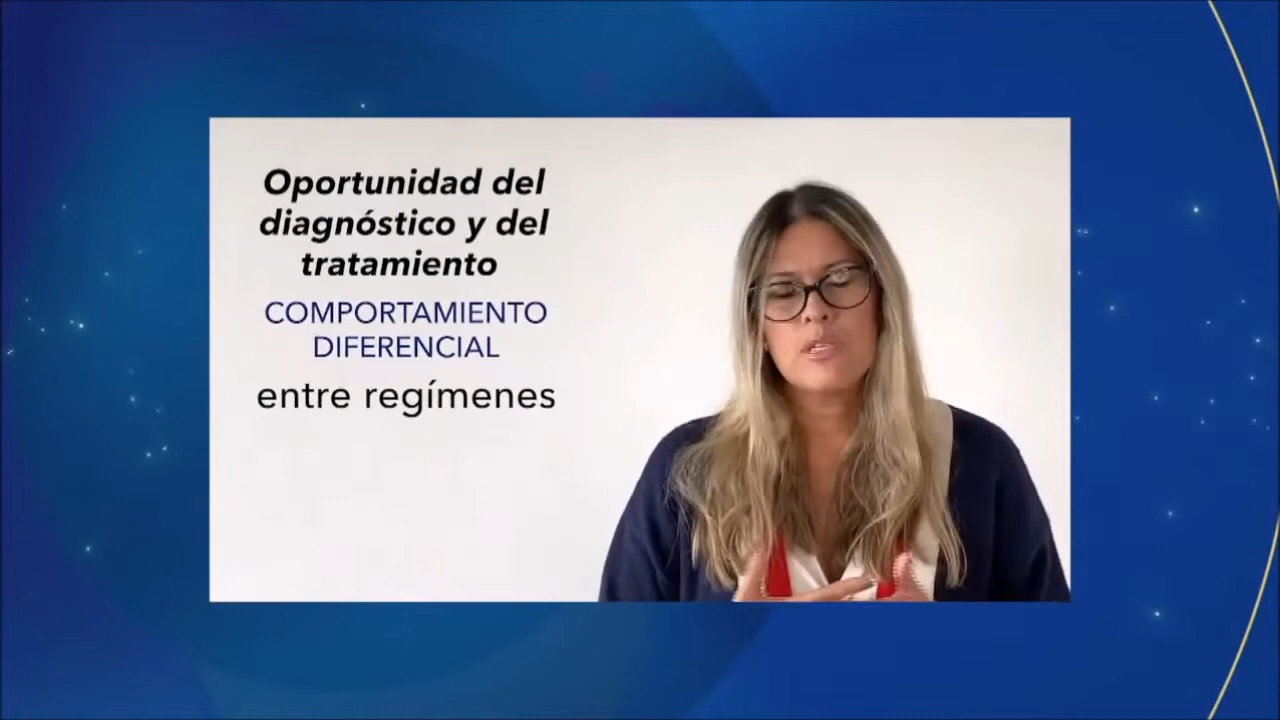 Oportunidad del
diagnóstico y del
tratamiento
COMPORTAMIENTO
DIFERENCIAL
entre regímenes